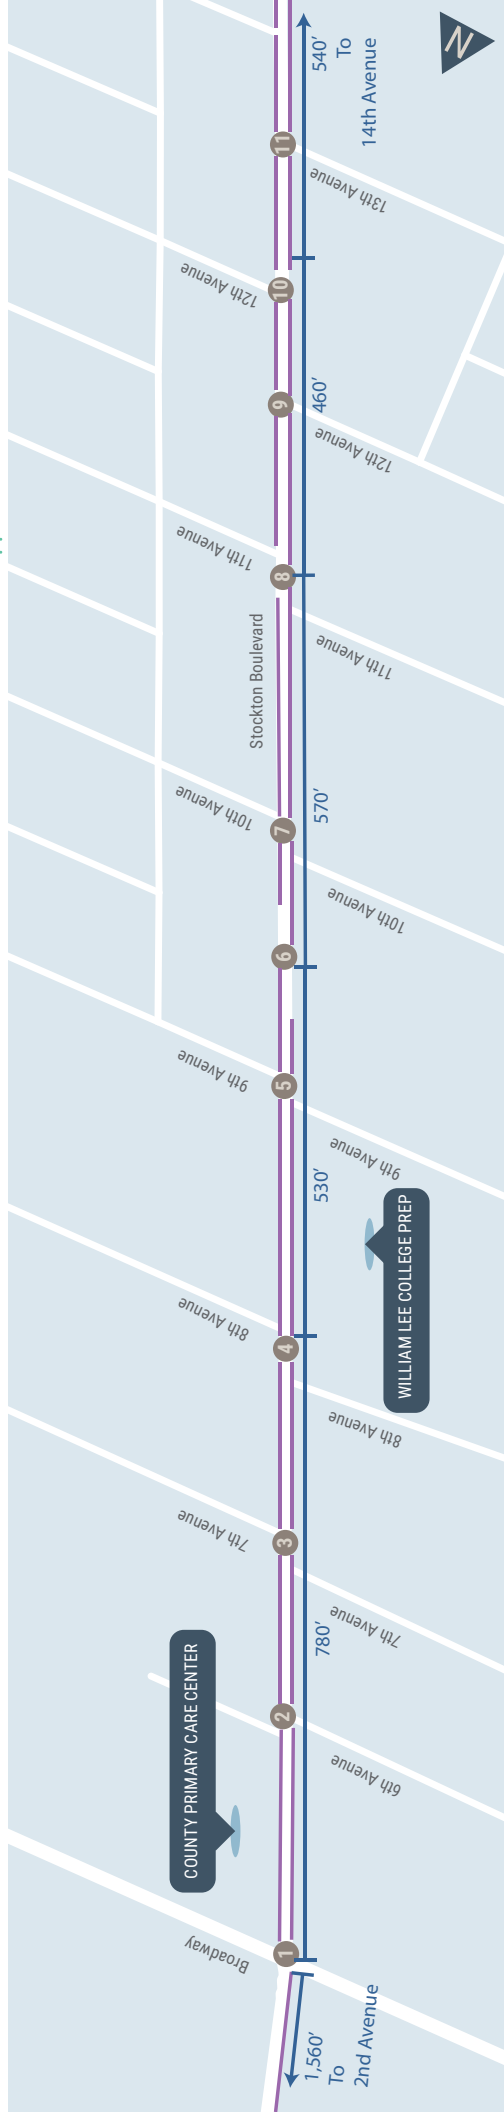 N
540’
To
14th Avenue
11
13th Avenue
12th Avenue
10
460’
9
12th Avenue
11th Avenue
8
11th Avenue
Stockton Boulevard
570’
10th Avenue
7
10th Avenue
6
9th Avenue
5
9th Avenue
530’
WILLIAM LEE COLLEGE PREP
8th Avenue
4
8th Avenue
7th Avenue
3
7th Avenue
780’
COUNTY PRIMARY CARE CENTER
2
6th Avenue
Broadway
1
1,560’
To
2nd Avenue